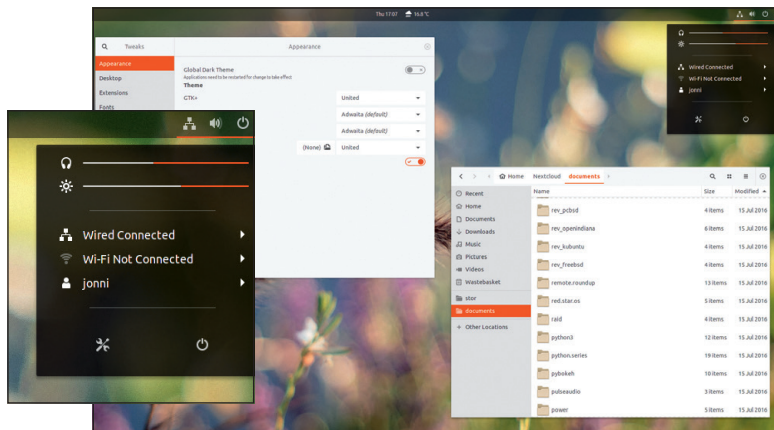 Thu 17:07 16.8 °C
Tweaks
Appearance
Appearance
Desktop
Extensions
Fonts
Global Dark Theme
Applications need to be restarted for change to take effect
Theme
GTK+ United
Adwaita (default)
Adwaita (default)
(None) United
Wired Connected
Wi-Fi Not Connected
jonni
Wired Connected
Wi-Fi Not Connected
jonni
Home Nextcloud documents
Recent
Home
Documents
Downloads
Music
Pictures
Videos
Wastebasket
stor
documents
+ Other Locations
Name Size Modified
rev_pcbsd 4 items 15 Jul 2016
rev_openindiana 6 items 15 Jul 2016
rev_kubuntu 4 items 15 Jul 2016
rev_freebsd 4 items 15 Jul 2016
remote.roundup 13 items 15 Jul 2016
red.star.os 5 items 15 Jul 2016
raid 4 items 15 Jul 2016
python3 12 items 15 Jul 2016
python.series 19 items 15 Jul 2016
pybokeh 10 items 15 Jul 2016
pulseaudio 3 items 15 Jul 2016
power 5 items 15 Jul 2016